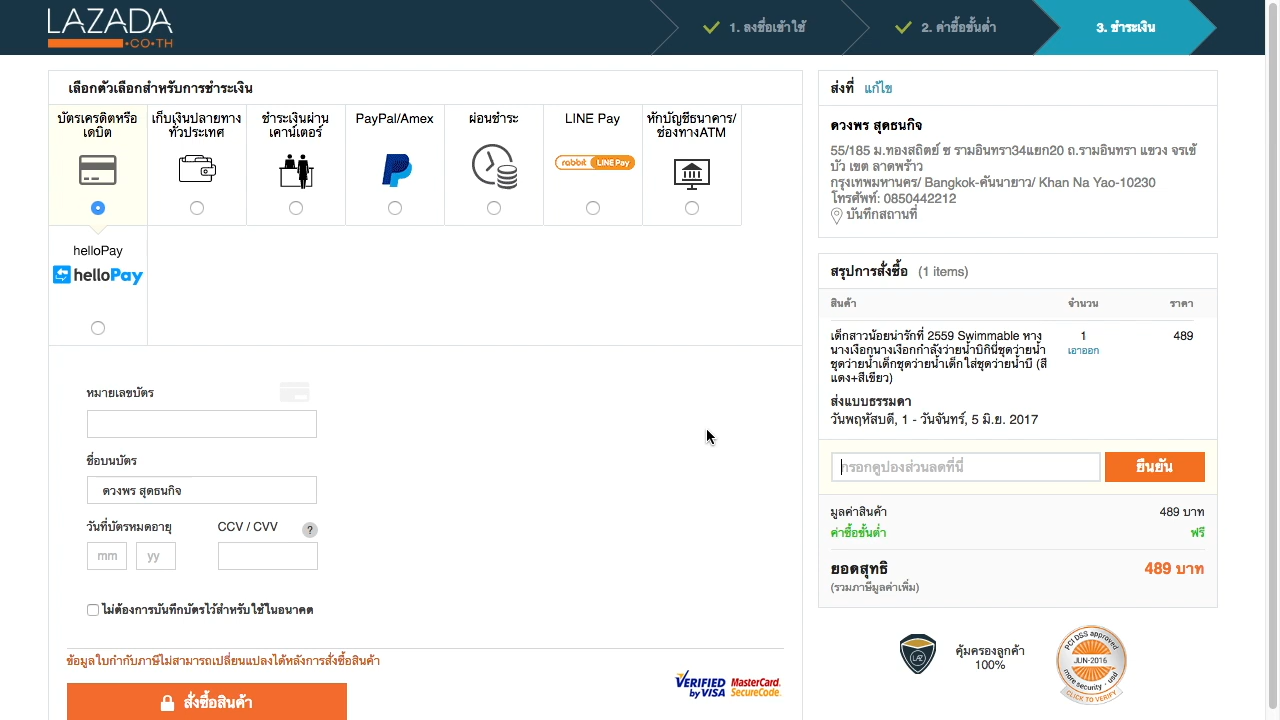 LAZADA
.CO.TH
1. ลงชื่อเข้าใช้
2. ค่าซื้อขั้นต่ำ
3. ชำระเงิน
เลือกตัวเลือกสำหรับการชำระเงิน
บัตรเครดิตหรือ
เดบิต
เก็บเงินปลายทาง
ทั่วประเทศ
ชำระเงินผ่าน
เคาน์เตอร์
PayPal/Amex
ผ่อนชำระ
LINE Pay
rabbit LINE Pay
หักบัญชีธนาคาร/
ช่องทางATM
helloPay
helloPay
หมายเลขบัตร
ชื่อบนบัตร
ดวงพร สุดธนกิจ
วันที่บัตรหมดอายุ
CCV / CVV
?
mm
yy
ไม่ต้องการบันทึกบัตรไว้สำหรับใช้ในอนาคต
ข้อมูลใบกำกับภาษีไม่สามารถเปลี่ยนแปลงได้หลังการสั่งซื้อสินค้า
สั่งซื้อสินค้า
VERIFIED
by VISA
MasterCard.
SecureCode.
ส่งที่ แก้ไข
ดวงพร สุดธนกิจ
55/185 ม.ทองสถิตย์ ซ รามอินทรา34แยก20 ถ.รามอินทรา แขวง จรเข้
บัว เขต ลาดพร้าว
กรุงเทพมหานคร/ Bangkok-คันนายาว/ Khan Na Yao-10230
โทรศัพท์: 0850442212
บันทึกสถานที่
สรุปการสั่งซื้อ (1 items)
สินค้า
จำนวน
ราคา
เด็กสาวน้อยน่ารักที่ 2559 Swimmable หาง
นางเงือกนางเงือกกำลังว่ายน้ำบิกินี่ชุดว่ายน้ำ
ชุดว่ายน้ำเด็กชุดว่ายน้ำเด็กใส่ชุดว่ายน้ำบี (สี
แดง+สีเขียว)
1
เอาออก
489
ส่งแบบธรรมดา
วันพฤหัสบดี, 1 - วันจันทร์, 5 มิ.ย. 2017
กรอกคูปองส่วนลดที่นี่
ยืนยัน
มูลค่าสินค้า
489 บาท
ค่าซื้อขั้นต่ำ
ฟรี
ยอดสุทธิ
489 บาท
(รวมภาษีมูลค่าเพิ่ม)
LAZ
คุ้มครองลูกค้า
100%
PCI DSS approved
JUN-2016
more security - usd
CLICK TO VERIFY